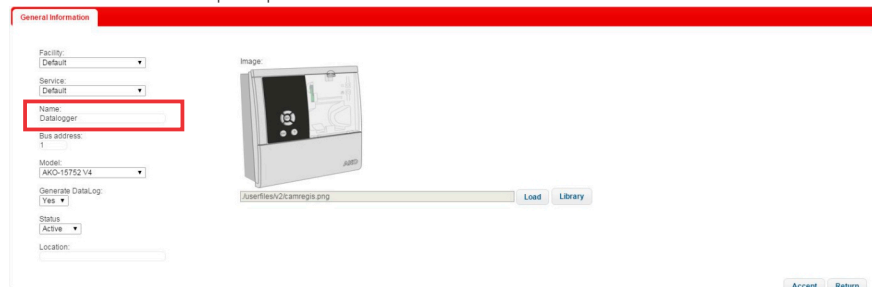 General Information
Facility:
Default
Service:
Default
Name:
Datalogger
Bus address:
1
Model:
AKO-15752 V4
Generate DataLog:
Yes
Status
Active
Location:
Image:
AKO
./userfiles/v2/camregis.png
Load
Library
Accept
Return